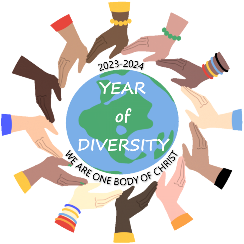 2023-2024
YEAR
of
DIVERSITY
WE ARE ONE BODY OF CHRIST